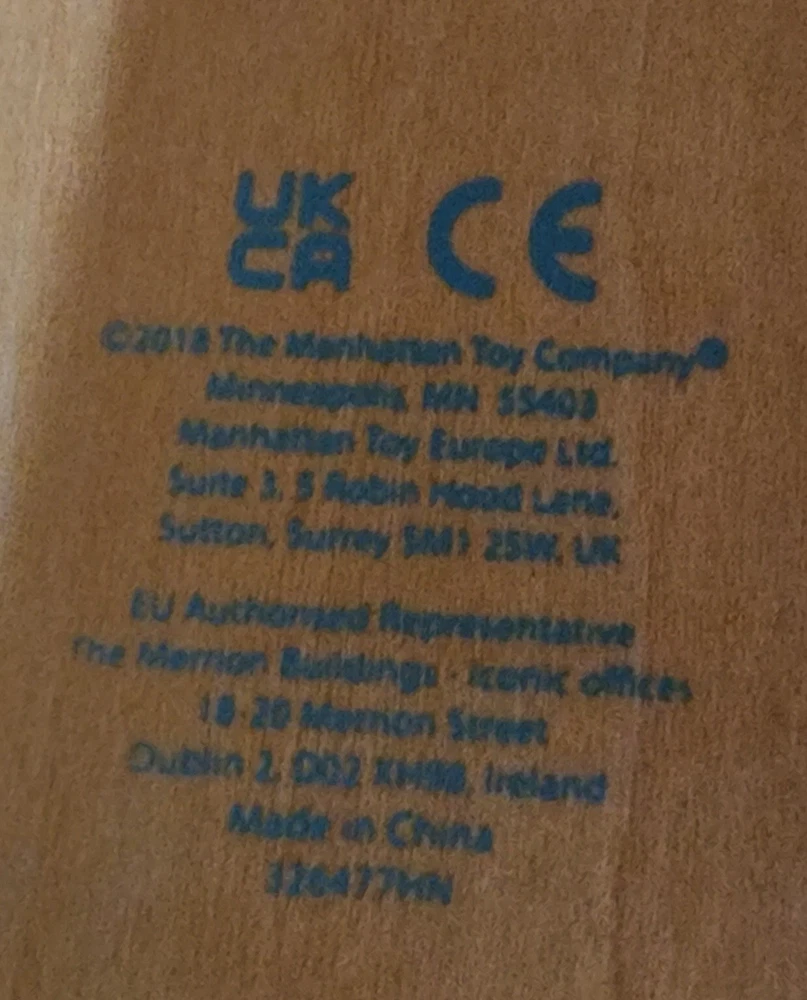 UK
CA
CE
©2018 The Manhattan Toy Company®
Minneapolis, MN 55403
Manhattan Toy Europe Ltd.
Suite 3, 5 Robin Hood Lane,
Sutton, Surrey SM1 2SW, UK
EU Authorised Representative
The Merrion Buildings - iconic offices
18-20 Merrion Street
Dublin 2, D02 Ireland
Made in China